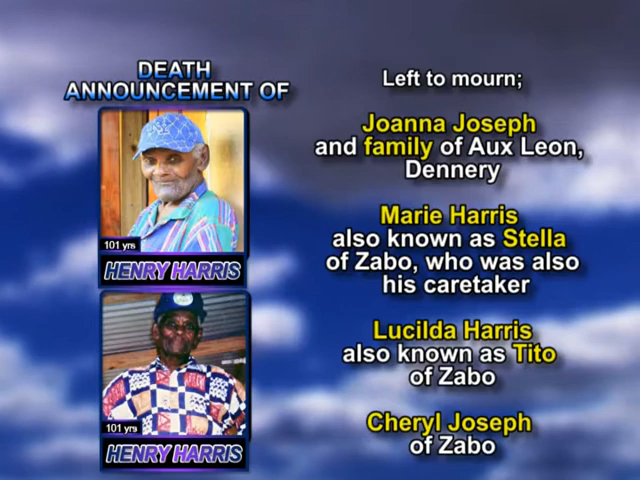 DEATH
ANNOUNCEMENT OF
101 yrs
HENRY HARRIS
101 yrs
HENRY HARRIS
Left to mourn;
Joanna Joseph
and family of Aux Leon,
Dennery
Marie Harris
also known as Stella
of Zabo, who was also
his caretaker
Lucilda Harris
also known as Tito
of Zabo
Cheryl Joseph
of Zabo